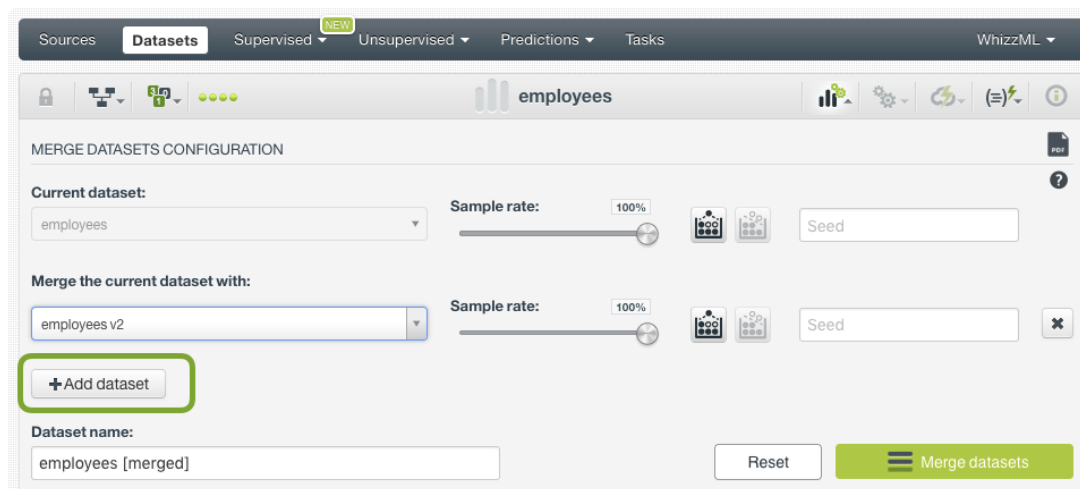 NEW
Sources Datasets Supervised Unsupervised Predictions Tasks WhizzML
employees
MERGE DATASETS CONFIGURATION
PDF
?
Current dataset:
employees
Sample rate: 100%
Seed
Merge the current dataset with:
employees v2
Sample rate: 100%
Seed
+Add dataset
Dataset name:
employees [merged]
Reset
Merge datasets